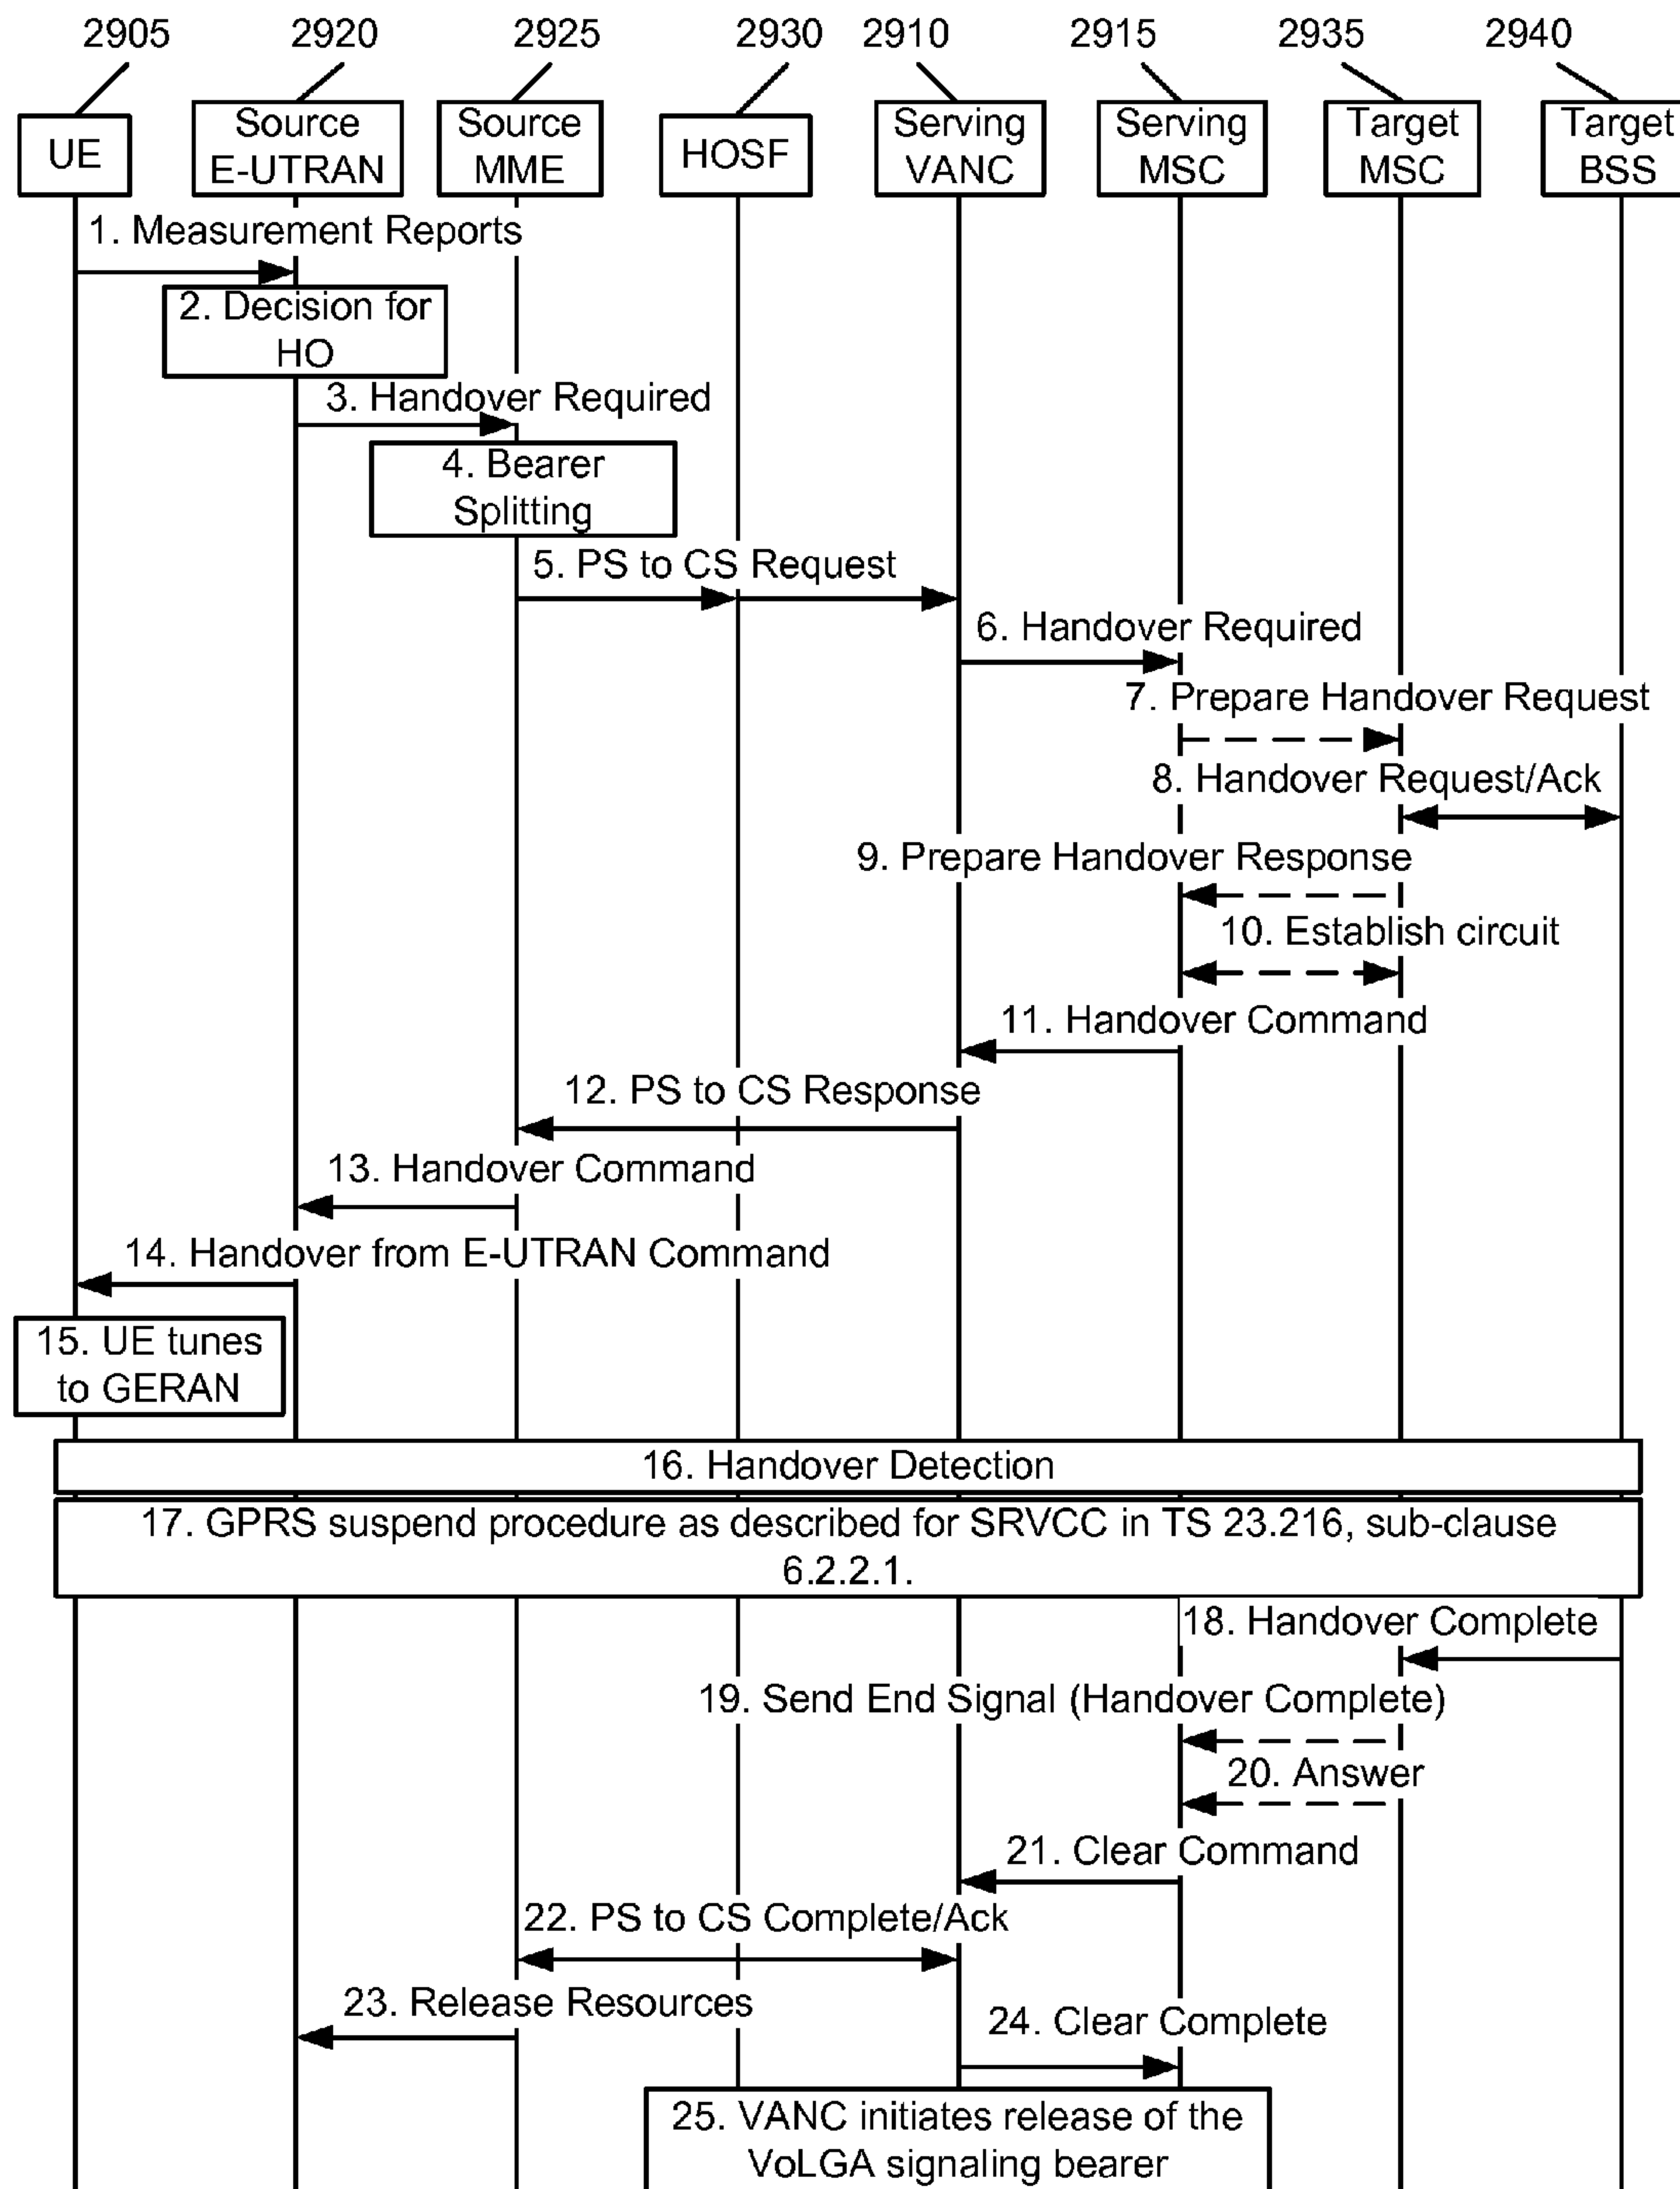 2905 2920 2925 2930 2910 2915 2935 2940
UE
Source
E-UTRAN
Source
MME
HOSF
Serving
VANC
Serving
MSC
Target
MSC
Target
BSS
1. Measurement Reports
2. Decision for
HO
3. Handover Required
4. Bearer
Splitting
5. PS to CS Request
6. Handover Required
7. Prepare Handover Request
8. Handover Request/Ack
9. Prepare Handover Response
10. Establish circuit
11. Handover Command
12. PS to CS Response
13. Handover Command
14. Handover from E-UTRAN Command
15. UE tunes
to GERAN
16. Handover Detection
17. GPRS suspend procedure as described for SRVCC in TS 23.216, sub-clause
6.2.2.1.
18. Handover Complete
19. Send End Signal (Handover Complete)
20. Answer
21. Clear Command
22. PS to CS Complete/Ack
23. Release Resources
24. Clear Complete
25. VANC initiates release of the
VoLGA signaling bearer